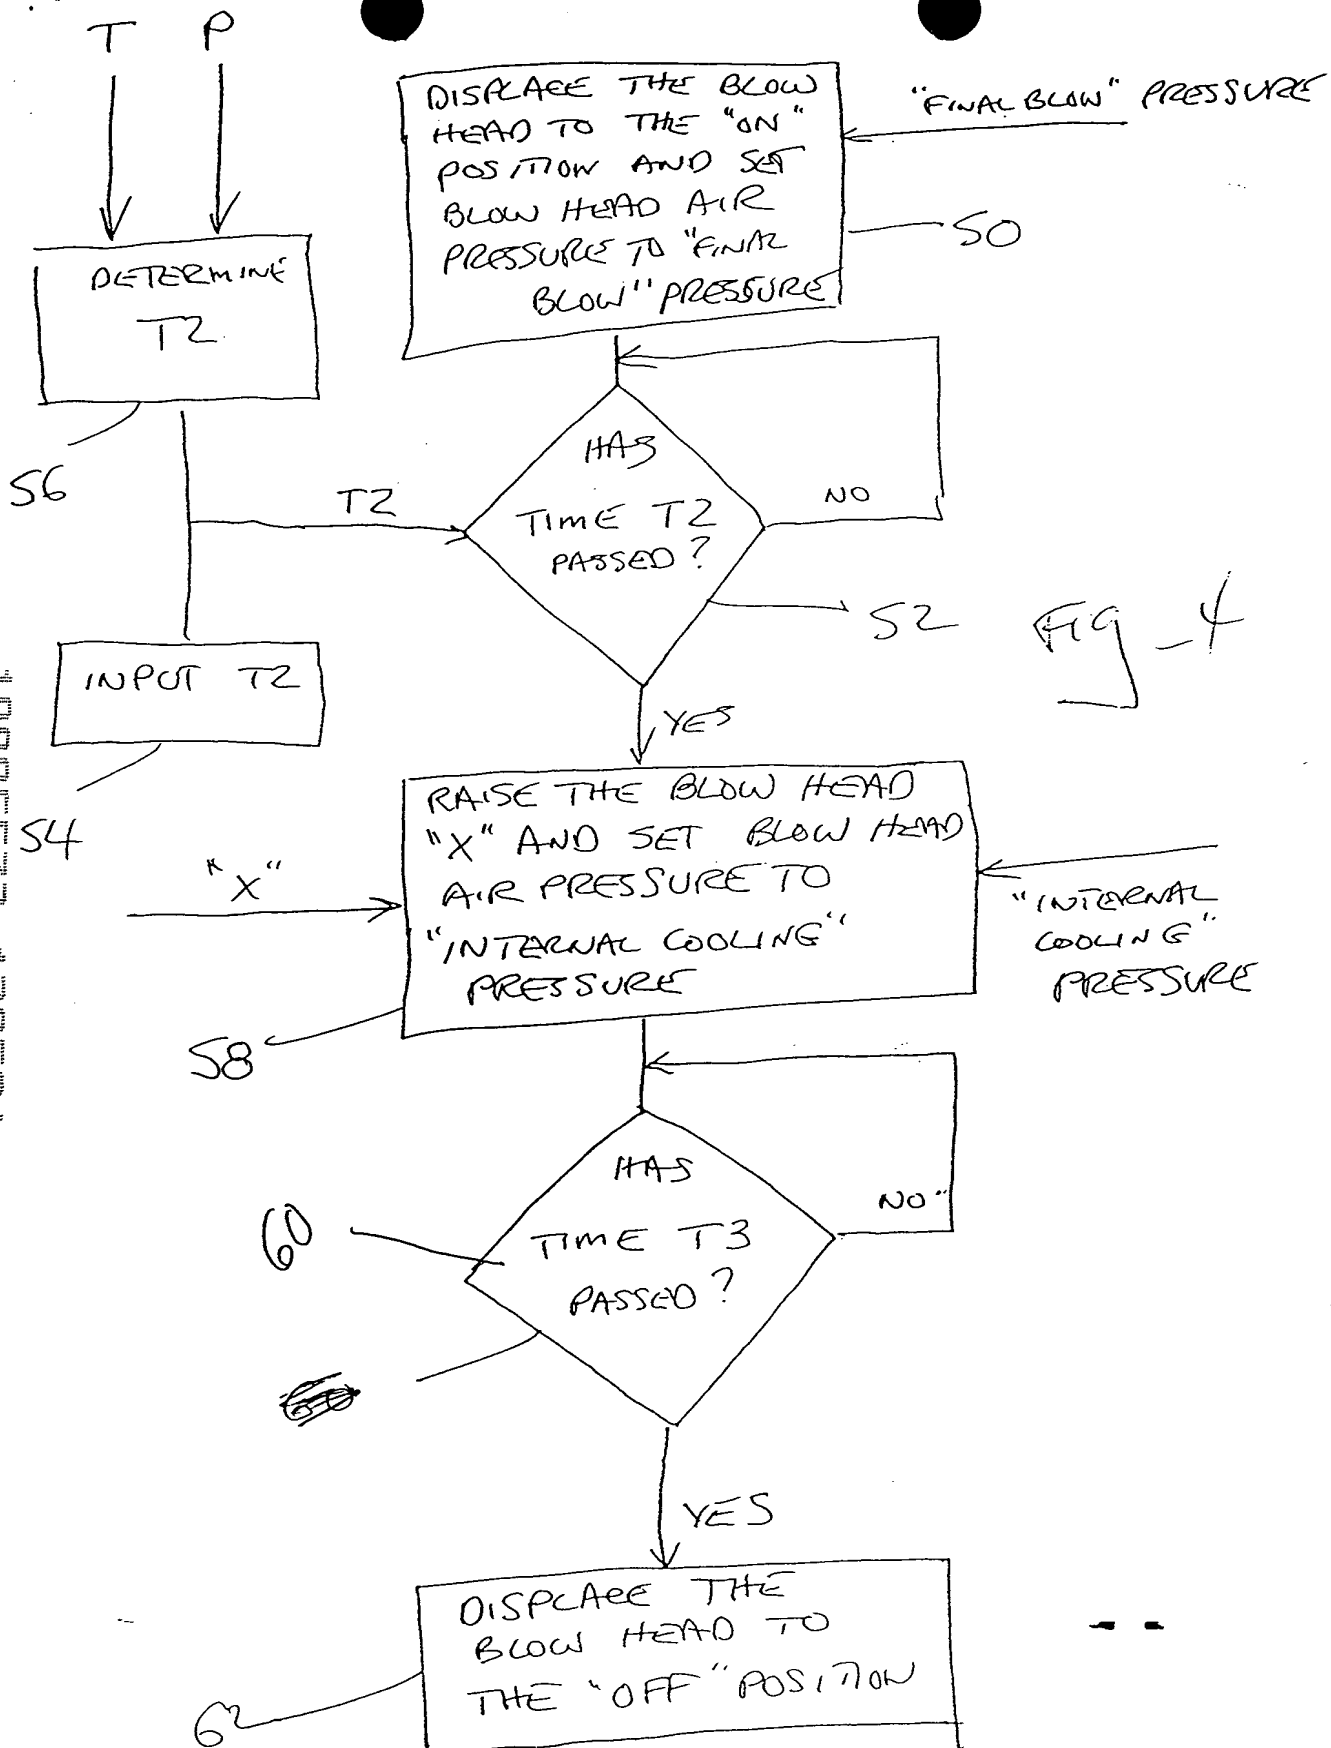 T P
DISPLACE THE BLOW
HEAD TO THE "ON"
POSITION AND SET
BLOW HEAD AIR
PRESSURE TO "FINAL
BLOW" PRESSURE
"FINAL BLOW" PRESSURE
50
DETERMINE
T2
56
T2
HAS
TIME T2
PASSED?
NO
52
Fig_4
INPUT T2
54
YES
RAISE THE BLOW HEAD
"X" AND SET BLOW HEAD
AIR PRESSURE TO
"INTERNAL COOLING"
PRESSURE
"X"
"INTERNAL
COOLING"
PRESSURE
58
HAS
TIME T3
PASSED?
NO
60
YES
DISPLACE THE
BLOW HEAD TO
THE "OFF" POSITION
62